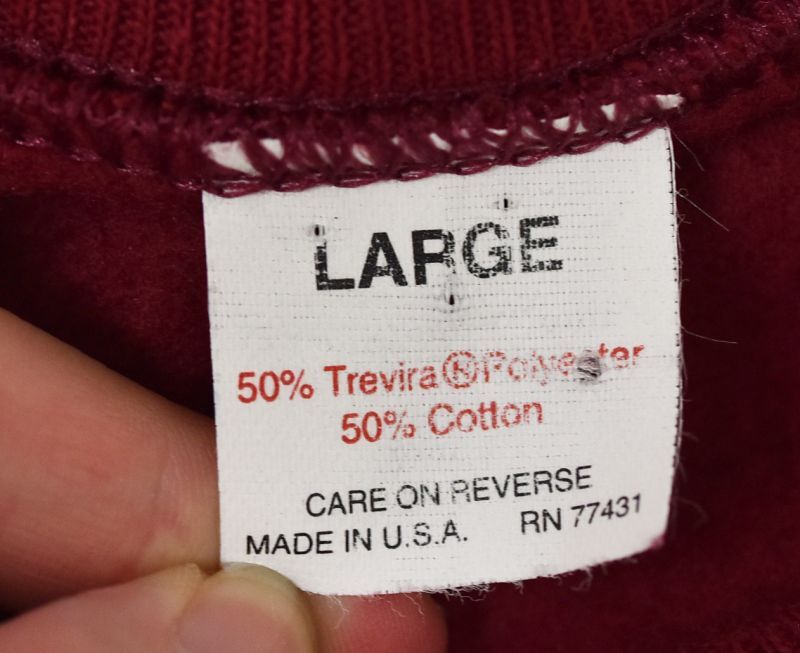 LARGE
50% Trevira® Polyester
50% Cotton
CARE ON REVERSE
MADE IN U.S.A. RN 77431